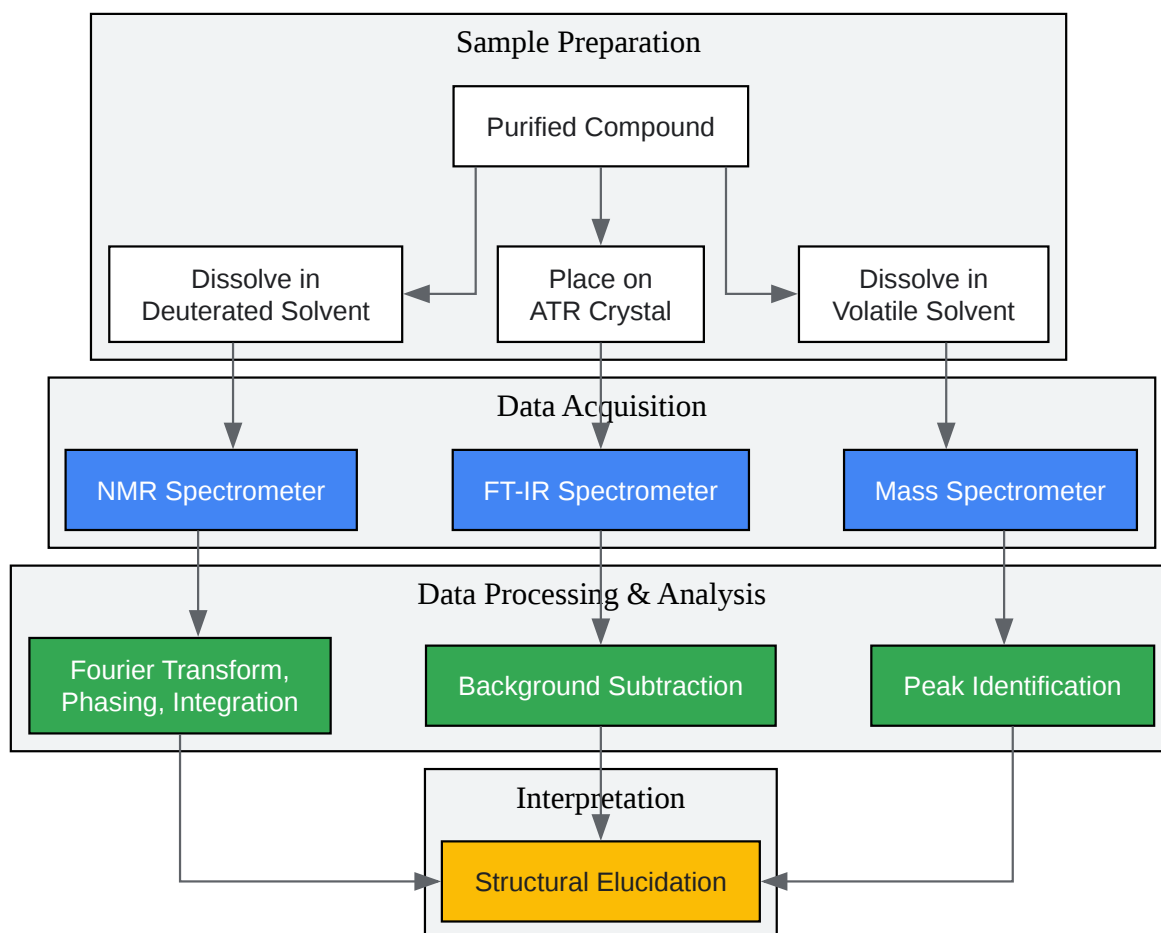 Sample Preparation
Purified Compound
Dissolve in
Deuterated Solvent
Place on
ATR Crystal
Dissolve in
Volatile Solvent
Data Acquisition
NMR Spectrometer
FT-IR Spectrometer
Mass Spectrometer
Data Processing & Analysis
Fourier Transform,
Phasing, Integration
Background Subtraction
Peak Identification
Interpretation
Structural Elucidation